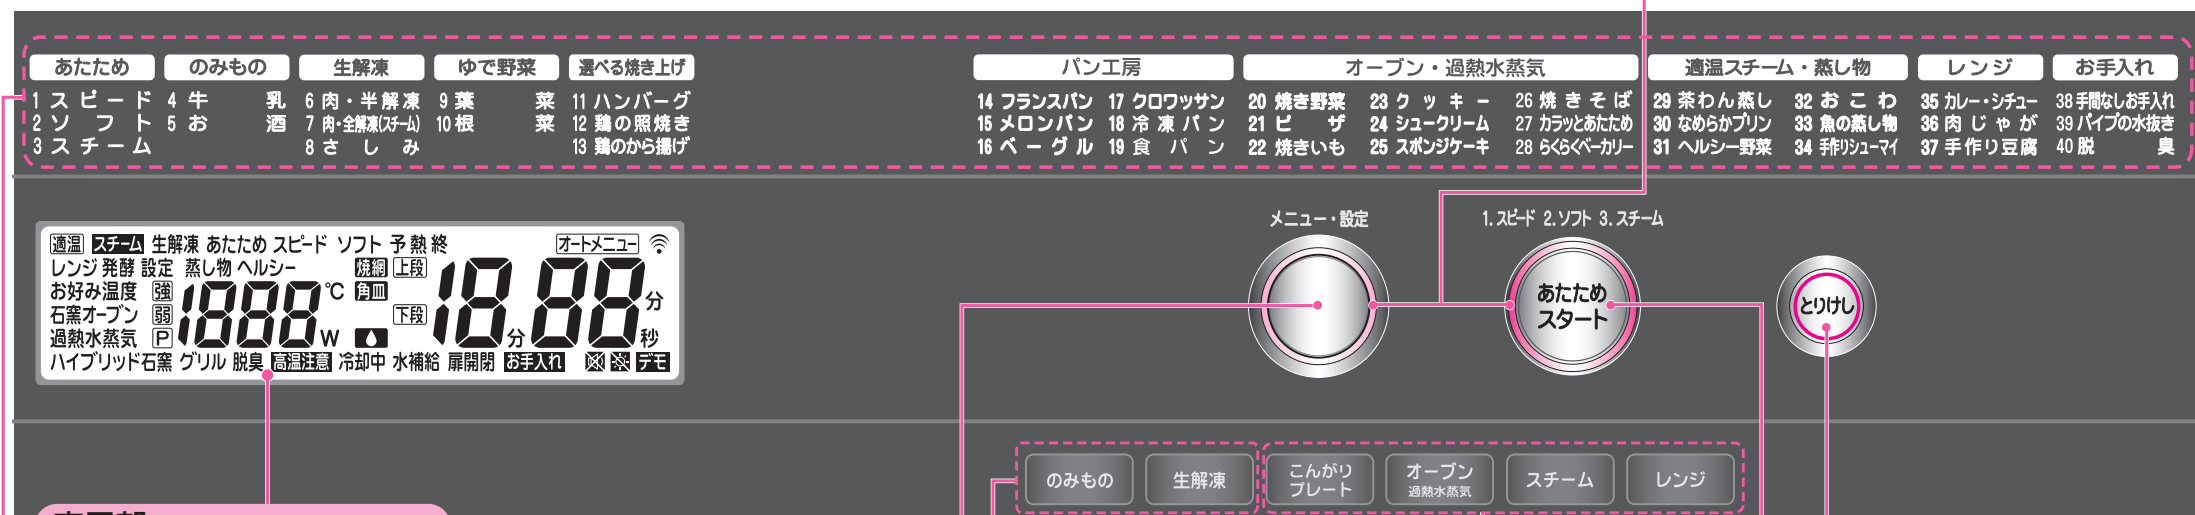 あたため のみもの 生解凍 ゆで野菜 選べる焼き上げ パン工房 オーブン・過熱水蒸気 適温スチーム・蒸し物 レンジ お手入れ
1 スピード 4 牛乳 6 肉・半解凍 9 葉菜 11 ハンバーグ 14 フランスパン 17 クロワッサン 20 焼き野菜 23 クッキー 26 焼きそば 29 茶わん蒸し 32 おこわ 35 カレー・シチュー 38 手間なしお手入れ
2 ソフト 5 お酒 7 肉・全解凍(スチーム) 10 根菜 12 鶏の照焼き 15 メロンパン 18 冷凍パン 21 ピザ 24 シュークリーム 27 カラッとあたため 30 なめらかプリン 33 魚の蒸し物 36 肉じゃが 39 パイプの水抜き
3 スチーム 8 さしみ 13 鶏のから揚げ 16 ベーグル 19 食パン 22 焼きいも 25 スポンジケーキ 28 らくらくベーカリー 31 ヘルシー野菜 34 手作りシューマイ 37 手作り豆腐 40 脱臭
メニュー・設定 1.スピード 2.ソフト 3.スチーム
適温 スチーム 生解凍 あたため スピード ソフト 予熱終 オートメニュー
レンジ 発酵 設定 蒸し物 ヘルシー 焼網 上段
お好み温度 強 1888℃ 角皿 18分88分
石窯オーブン 弱 下段
過熱水蒸気 P W 秒
ハイブリッド石窯 グリル 脱臭 高温注意 冷却中 水補給 扉開閉 お手入れ デモ
あたため
スタート
とりけし
のみもの 生解凍 こんがり
プレート オーブン
過熱水蒸気 スチーム レンジ